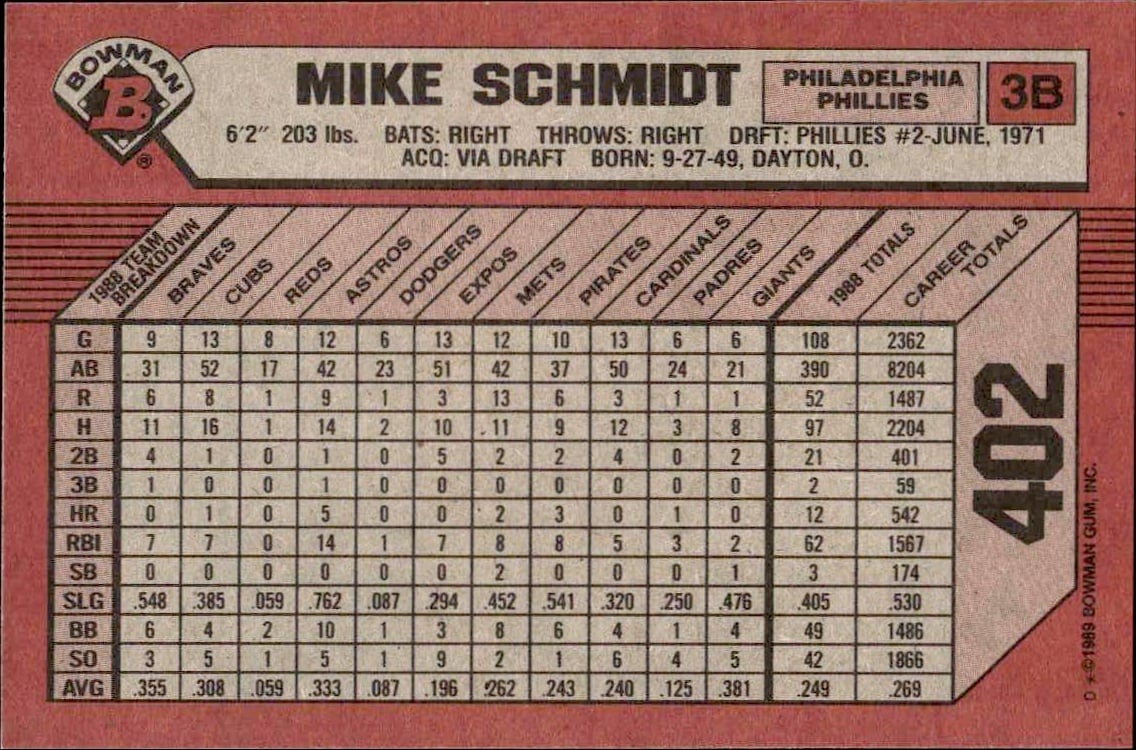 BOWMAN
B
®
MIKE SCHMIDT
PHILADELPHIA
PHILLIES
3B
6'2" 203 lbs. BATS: RIGHT THROWS: RIGHT DRFT: PHILLIES #2-JUNE, 1971
ACQ: VIA DRAFT BORN: 9-27-49, DAYTON, O.
1988 TEAM
BREAKDOWN BRAVES CUBS REDS ASTROS DODGERS EXPOS METS PIRATES CARDINALS PADRES GIANTS 1988 TOTALS CAREER
TOTALS
G 9 13 8 12 6 13 12 10 13 6 6 108 2362
AB 31 52 17 42 23 51 42 37 50 24 21 390 8204
R 6 8 1 9 1 3 13 6 3 1 1 52 1487
H 11 16 1 14 2 10 11 9 12 3 8 97 2204
2B 4 1 0 1 0 5 2 2 4 0 2 21 401
3B 1 0 0 1 0 0 0 0 0 0 0 2 59
HR 0 1 0 5 0 0 2 3 0 1 0 12 542
RBI 7 7 0 14 1 7 8 8 5 3 2 62 1567
SB 0 0 0 0 0 0 2 0 0 0 1 3 174
SLG .548 .385 .059 .762 .087 .294 .452 .541 .320 .250 .476 .405 .530
BB 6 4 2 10 1 3 8 6 4 1 4 49 1486
SO 3 5 1 5 1 9 2 1 6 4 5 42 1866
AVG .355 .308 .059 .333 .087 .196 .262 .243 .240 .125 .381 .249 .269
402
D *©1989 BOWMAN GUM, INC.